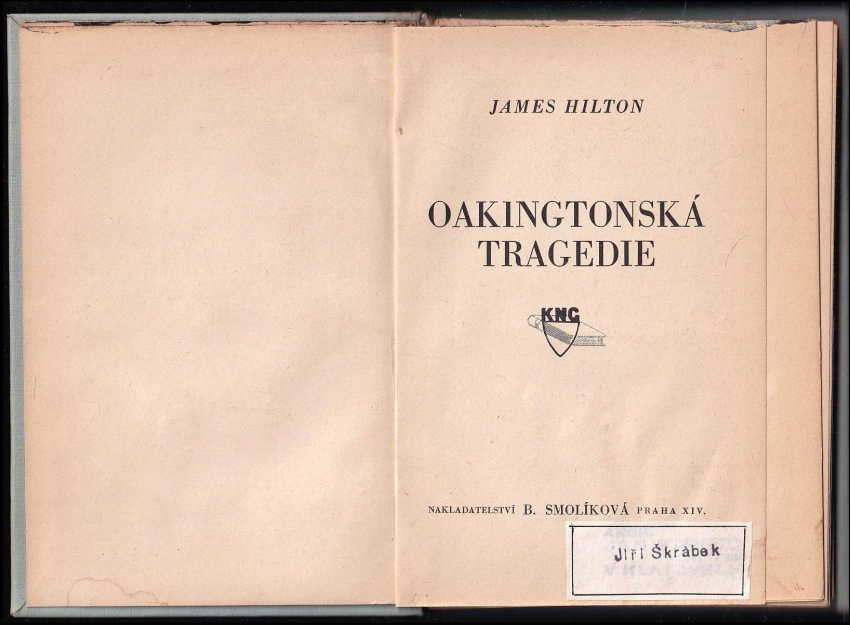 JAMES HILTON
OAKINGTONSKÁ
TRAGEDIE
KNG
NAKLADATELSTVÍ B. SMOLÍKOVÁ PRAHA XIV.
Jiří Škrábek